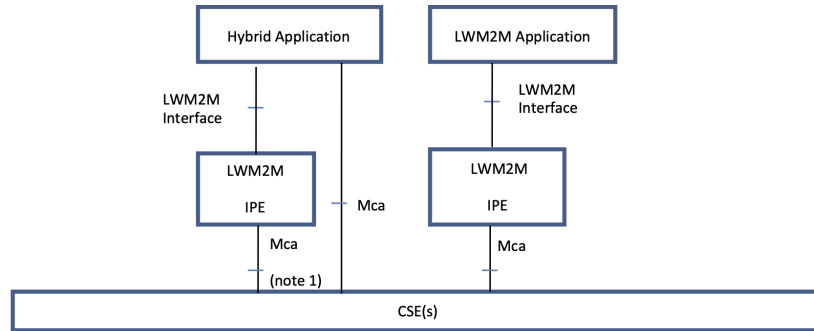 Hybrid Application
LWM2M Application
LWM2M
Interface
LWM2M
Interface
LWM2M
IPE
LWM2M
IPE
Mca
Mca
(note 1)
Mca
CSE(s)